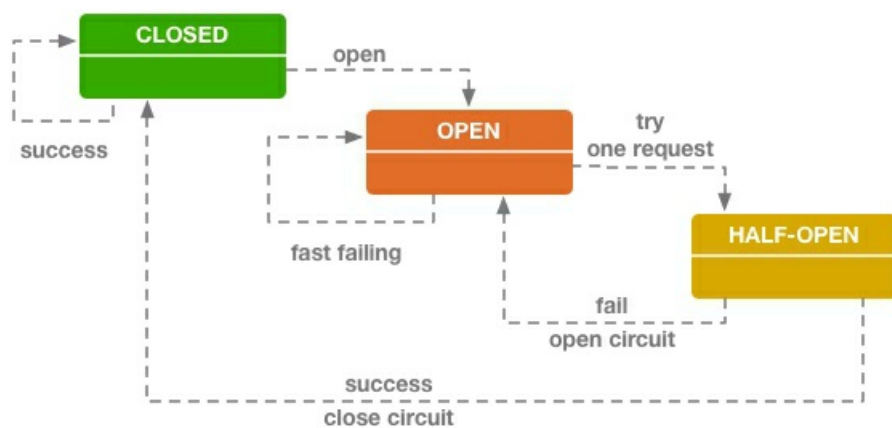 CLOSED
open
success
OPEN
try
one request
fast failing
HALF-OPEN
fail
open circuit
success
close circuit